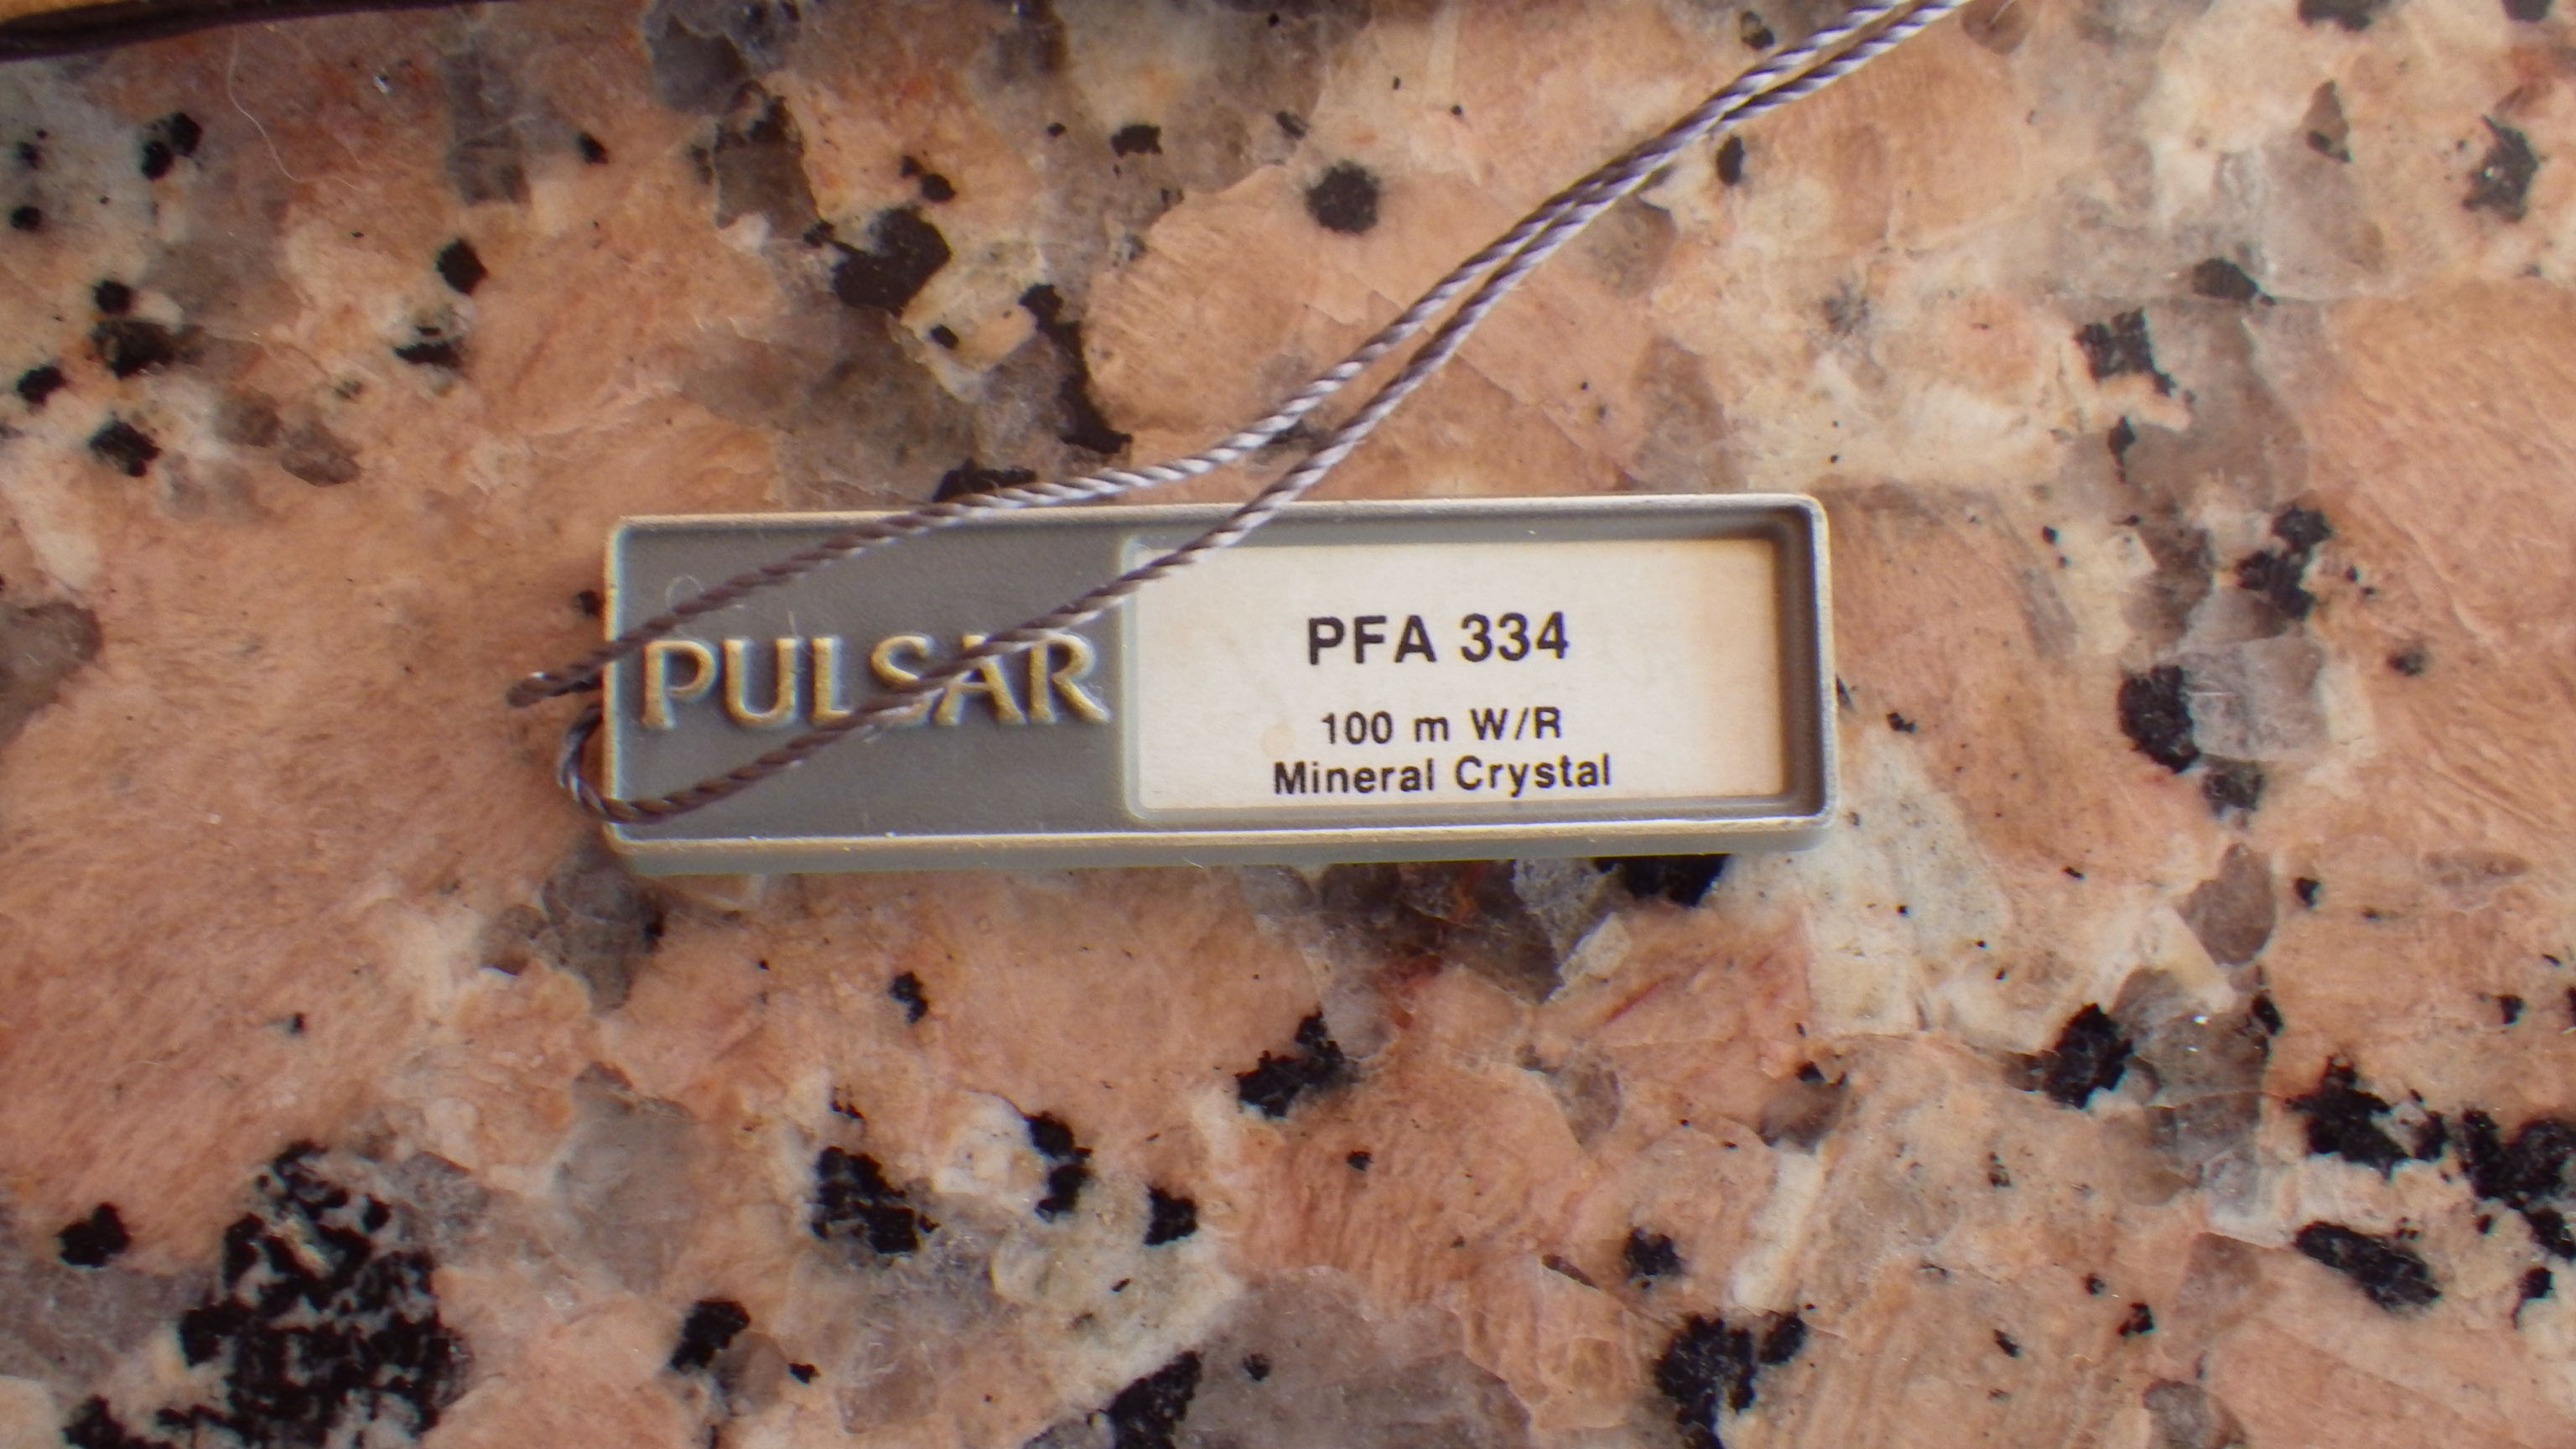 PULSAR
PFA 334
100 m W/R
Mineral Crystal